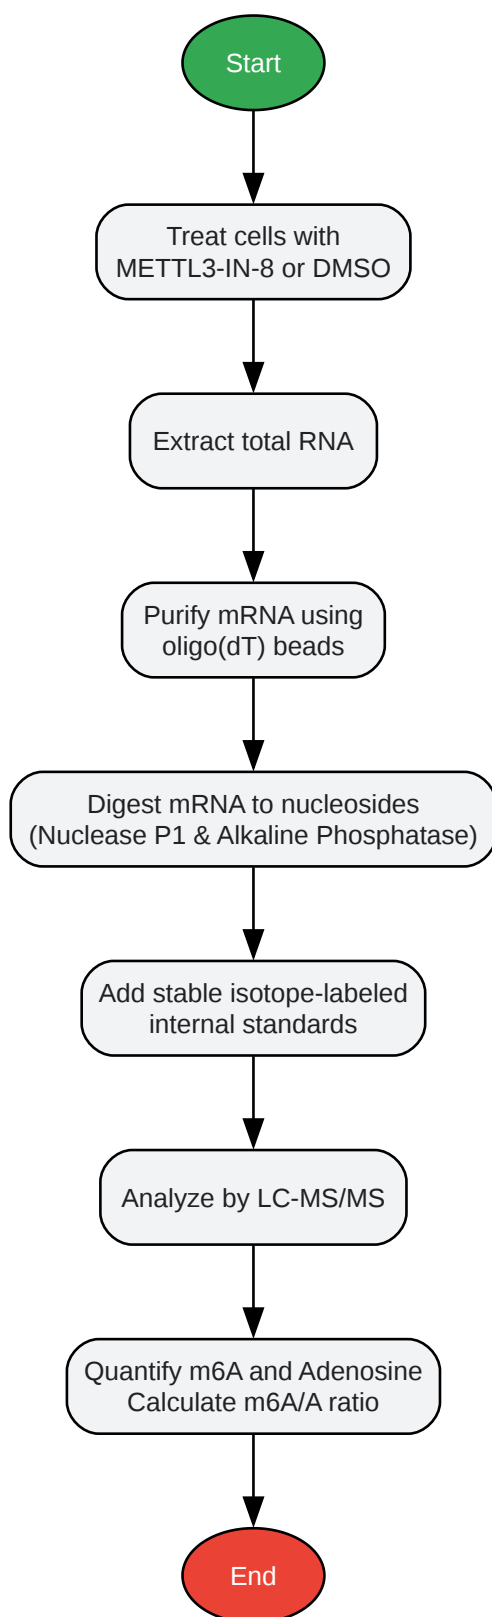 Start
Treat cells with
METTL3-IN-8 or DMSO
Extract total RNA
Purify mRNA using
oligo(dT) beads
Digest mRNA to nucleosides
(Nuclease P1 & Alkaline Phosphatase)
Add stable isotope-labeled
internal standards
Analyze by LC-MS/MS
Quantify m6A and Adenosine
Calculate m6A/A ratio
End